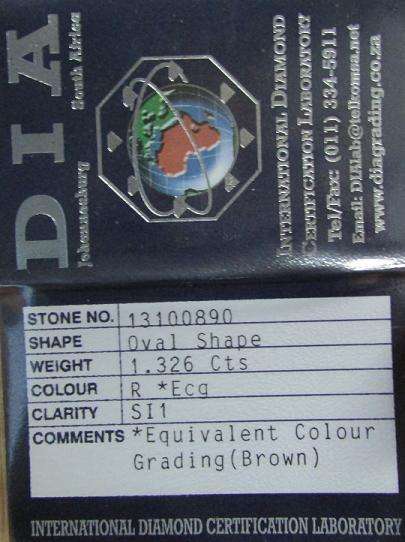 DIA
Johannesburg South Africa
INTERNATIONAL DIAMOND
CERTIFICATION LABORATORY
Tel/Fax: (011) 334-5911
Email: DIAlab@telkomsa.net
www.diagrading.co.za
STONE NO. 13100890
SHAPE Oval Shape
WEIGHT 1.326 Cts
COLOUR R *Ecg
CLARITY SI1
COMMENTS *Equivalent Colour
Grading(Brown)
INTERNATIONAL DIAMOND CERTIFICATION LABORATORY